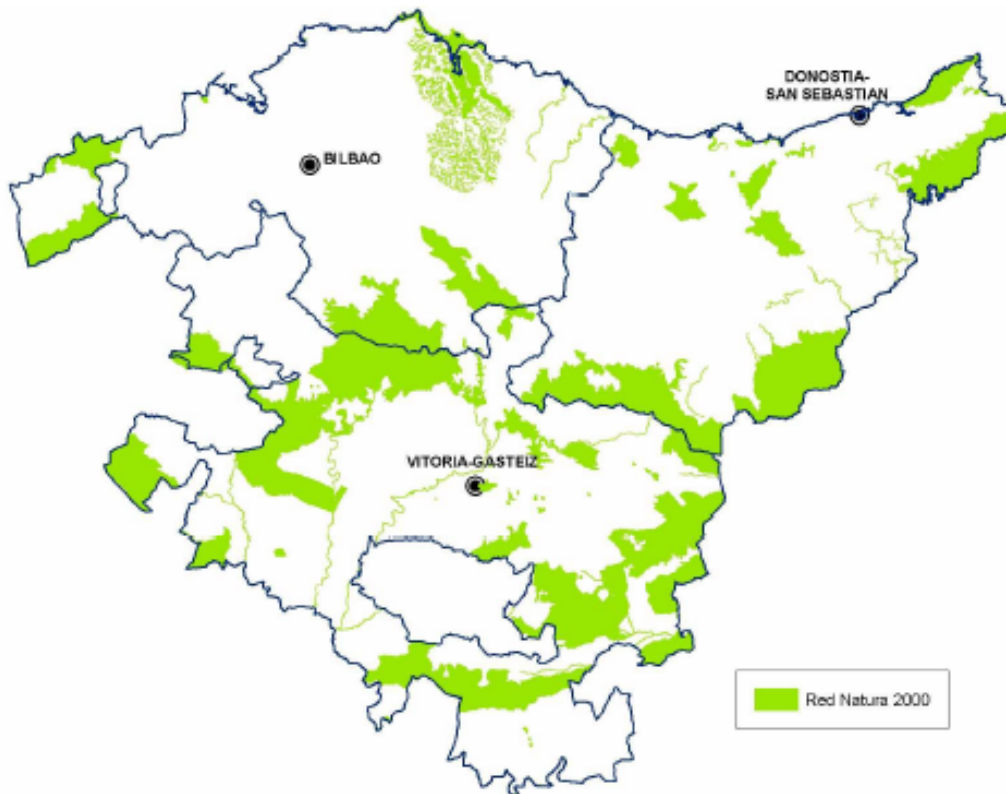 DONOSTIA-
SAN SEBASTIAN
BILBAO
VITORIA-GASTEIZ
Red Natura 2000